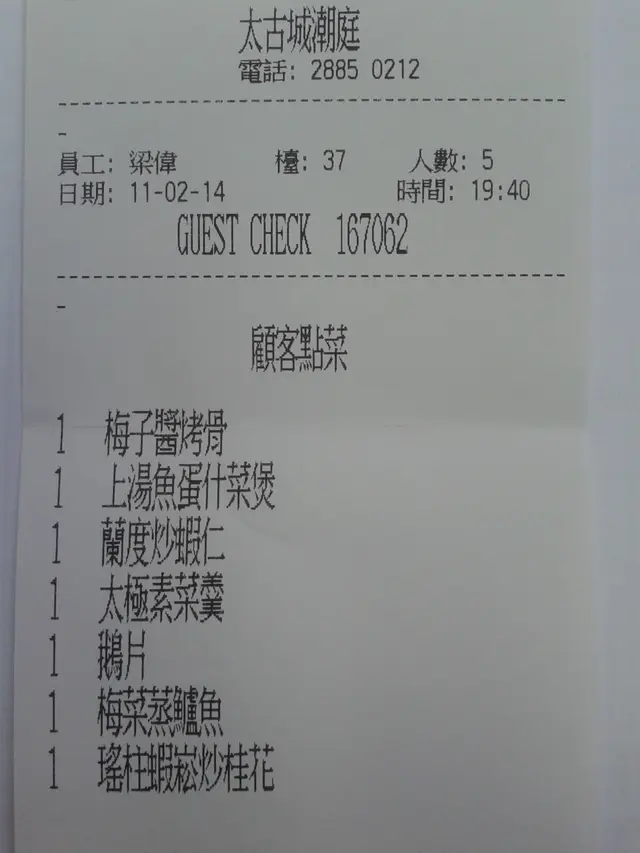 太古城潮庭
電話: 2885 0212
-
員工: 梁偉 檯: 37 人數: 5
日期: 11-02-14 時間: 19:40
GUEST CHECK 167062
-
顧客點菜
1 梅子醬烤骨
1 上湯魚蛋什菜煲
1 蘭度炒蝦仁
1 太極素菜羹
1 鵝片
1 梅菜蒸鱸魚
1 瑤柱蝦崧炒桂花